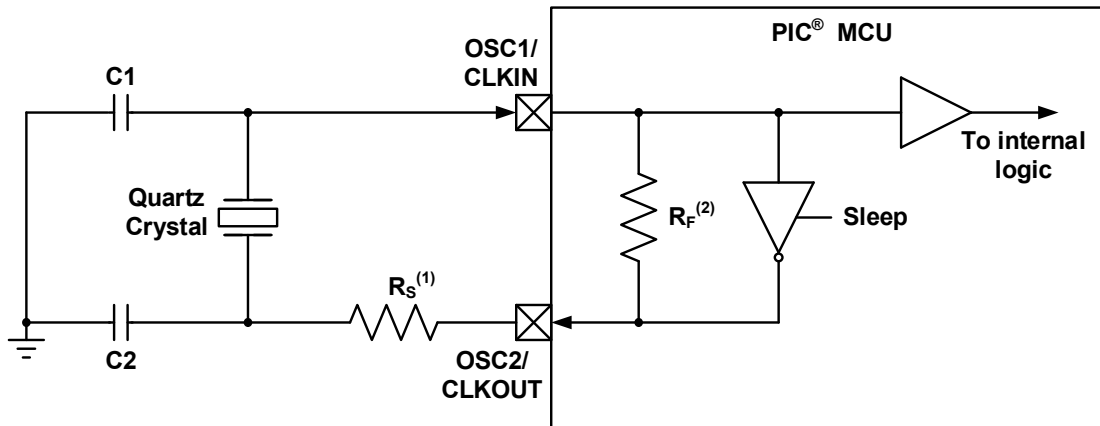 PIC® MCU
OSC1/
CLKIN
C1
To internal
logic
Quartz
Crystal
RF(2)
Sleep
RS(1)
C2
OSC2/
CLKOUT